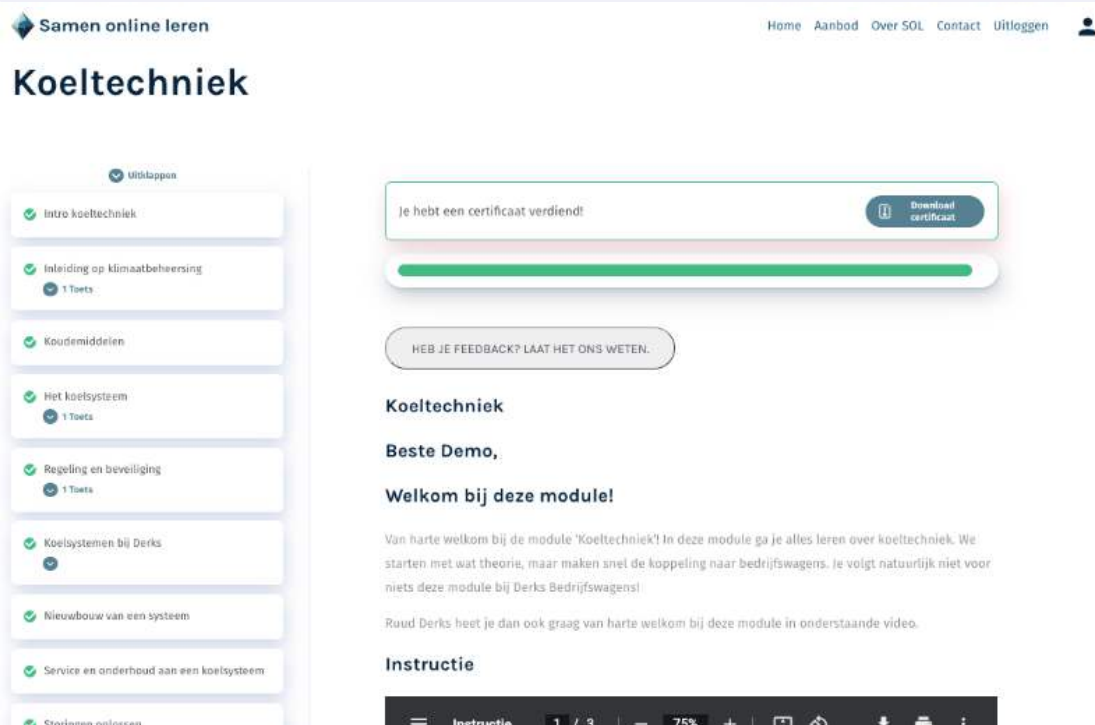 Samen online leren
Home Aanbod Over SOL Contact Uitloggen
Koeltechniek
Uitklappen
Intro koeltechniek
Inleiding op klimaatbeheersing
1 Toets
Koudemiddelen
Het koelsysteem
1 Toets
Regeling en beveiliging
1 Toets
Koelsystemen bij Derks
Nieuwbouw van een systeem
Service en onderhoud aan een koelsysteem
Storingen oplossen
Je hebt een certificaat verdiend!
Download
certificaat
HEB JE FEEDBACK? LAAT HET ONS WETEN.
Koeltechniek
Beste Demo,
Welkom bij deze module!
Van harte welkom bij de module 'Koeltechniek'! In deze module ga je alles leren over koeltechniek. We
starten met wat theorie, maar maken snel de koppeling naar bedrijfswagens. Je volgt natuurlijk niet voor
niets deze module bij Derks Bedrijfswagens!
Ruud Derks heet je dan ook graag van harte welkom bij deze module in onderstaande video.
Instructie
Instructie 1 / 3 | − 75% + |